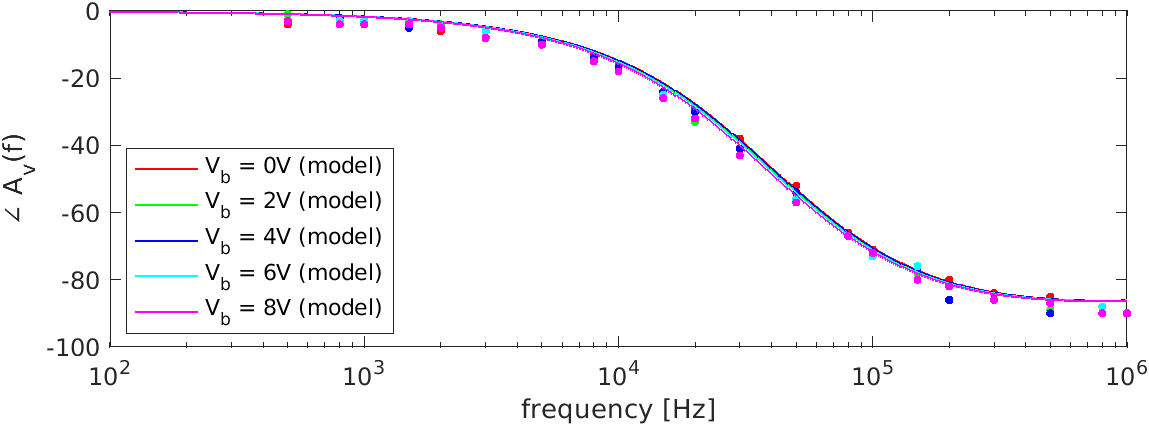 0
-20
-40
-60
-80
-100
∠ A_v(f)
V_b = 0V (model)
V_b = 2V (model)
V_b = 4V (model)
V_b = 6V (model)
V_b = 8V (model)
10^2 10^3 10^4 10^5 10^6
frequency [Hz]